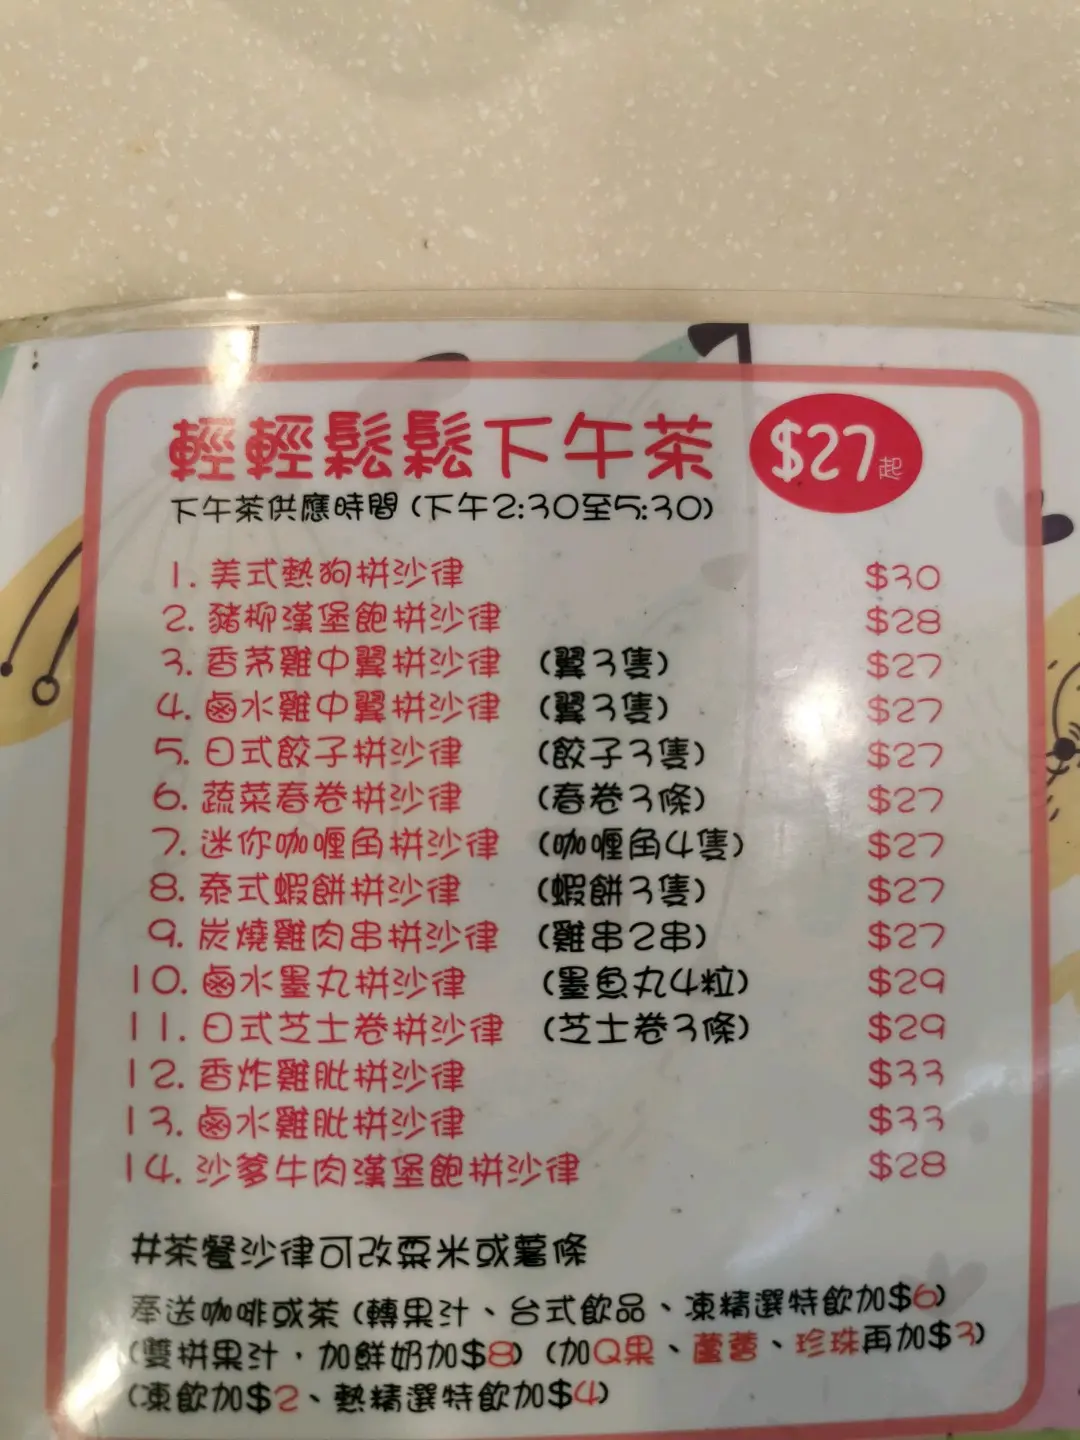 輕輕鬆鬆下午茶 $27起
下午茶供應時間 (下午2:30至5:30)
1. 美式熱狗拼沙律 $30
2. 豬柳漢堡飽拼沙律 $28
3. 香茅雞中翼拼沙律 (翼3隻) $27
4. 鹵水雞中翼拼沙律 (翼3隻) $27
5. 日式餃子拼沙律 (餃子3隻) $27
6. 蔬菜春卷拼沙律 (春卷3條) $27
7. 迷你咖喱角拼沙律 (咖喱角4隻) $27
8. 泰式蝦餅拼沙律 (蝦餅3隻) $27
9. 炭燒雞肉串拼沙律 (雞串2串) $27
10. 鹵水墨丸拼沙律 (墨魚丸4粒) $29
11. 日式芝士卷拼沙律 (芝士卷3條) $29
12. 香炸雞肶拼沙律 $33
13. 鹵水雞肶拼沙律 $33
14. 沙爹牛肉漢堡飽拼沙律 $28
#茶餐沙律可改粟米或薯條
奉送咖啡或茶 (轉果汁、台式飲品、凍精選特飲加$6)
(雙拼果汁，加鮮奶加$8) (加Q果、蘆薈、珍珠再加$3)
(凍飲加$2、熱精選特飲加$4)